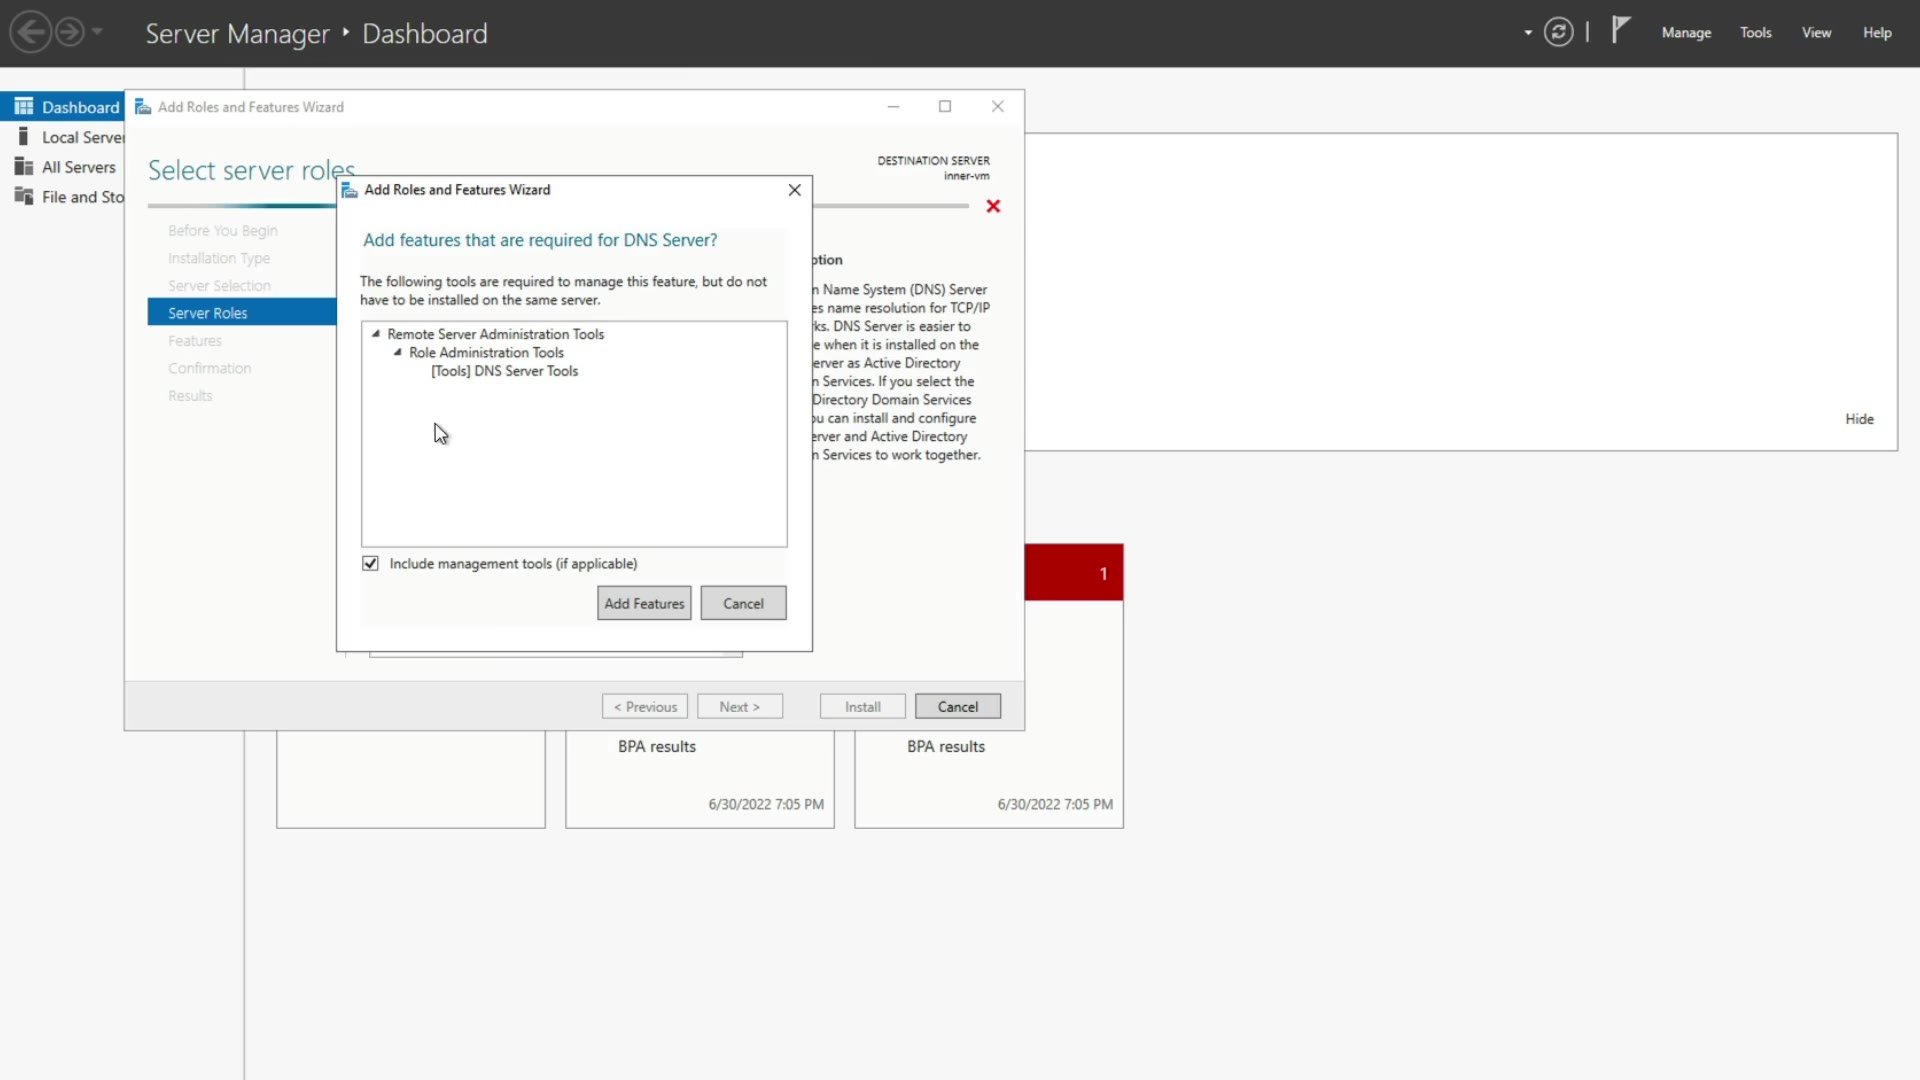 Server Manager ‣ Dashboard
Manage
Tools
View
Help
Dashboard
Local Server
All Servers
File and Sto
Add Roles and Features Wizard
Select server roles
DESTINATION SERVER
inner-vm
Before You Begin
Installation Type
Server Selection
Server Roles
Features
Confirmation
Results
Add Roles and Features Wizard
Add features that are required for DNS Server?
The following tools are required to manage this feature, but do not
have to be installed on the same server.
Remote Server Administration Tools
Role Administration Tools
[Tools] DNS Server Tools
Include management tools (if applicable)
Add Features
Cancel
ption
n Name System (DNS) Server
es name resolution for TCP/IP
ks. DNS Server is easier to
e when it is installed on the
erver as Active Directory
n Services. If you select the
Directory Domain Services
ou can install and configure
erver and Active Directory
n Services to work together.
< Previous
Next >
Install
Cancel
Hide
1
BPA results
6/30/2022 7:05 PM
BPA results
6/30/2022 7:05 PM